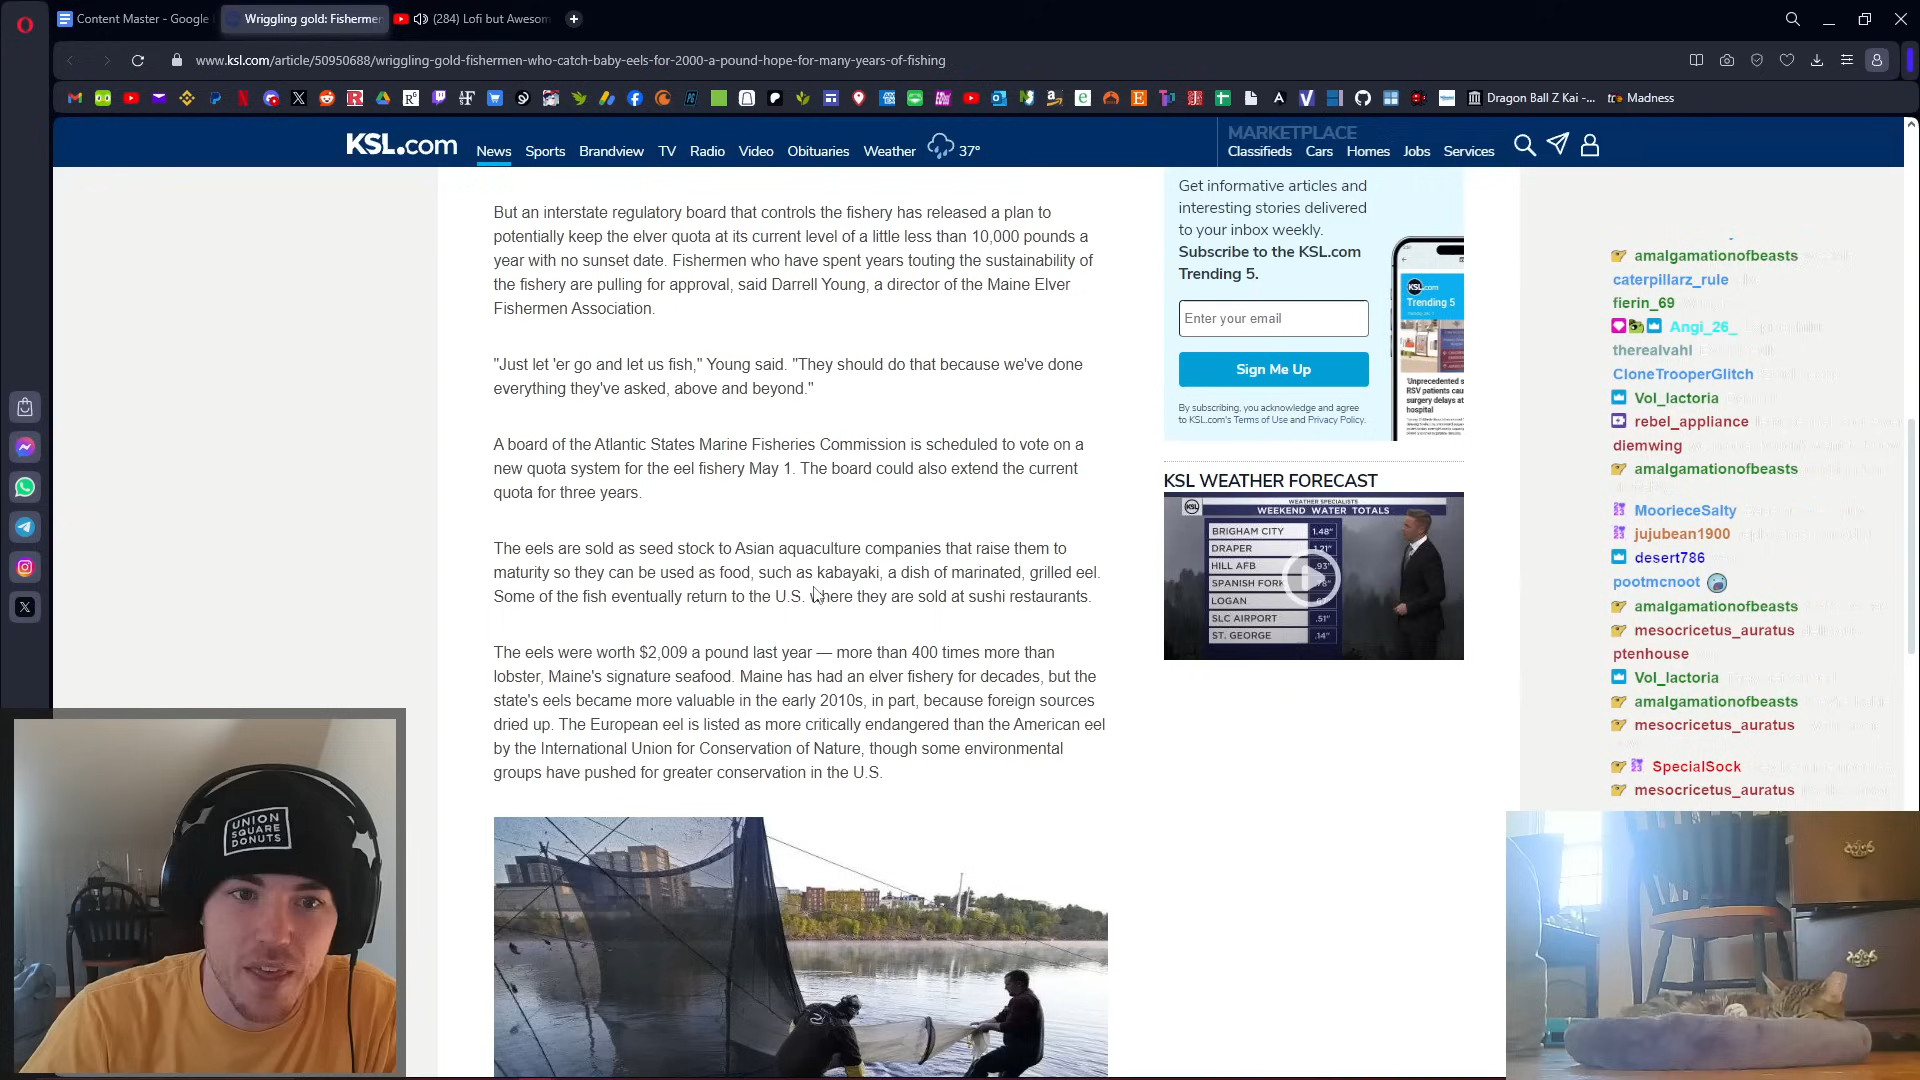 Content Master - Google
Wriggling gold: Fishermen
(284) Lofi but Awesom
www.ksl.com/article/50950688/wriggling-gold-fishermen-who-catch-baby-eels-for-2000-a-pound-hope-for-many-years-of-fishing
Dragon Ball Z Kai -...
Madness
KSL.com
News
Sports
Brandview
TV
Radio
Video
Obituaries
Weather
37°
MARKETPLACE
Classifieds
Cars
Homes
Jobs
Services
But an interstate regulatory board that controls the fishery has released a plan to
potentially keep the elver quota at its current level of a little less than 10,000 pounds a
year with no sunset date. Fishermen who have spent years touting the sustainability of
the fishery are pulling for approval, said Darrell Young, a director of the Maine Elver
Fishermen Association.
"Just let 'er go and let us fish," Young said. "They should do that because we've done
everything they've asked, above and beyond."
A board of the Atlantic States Marine Fisheries Commission is scheduled to vote on a
new quota system for the eel fishery May 1. The board could also extend the current
quota for three years.
The eels are sold as seed stock to Asian aquaculture companies that raise them to
maturity so they can be used as food, such as kabayaki, a dish of marinated, grilled eel.
Some of the fish eventually return to the U.S. where they are sold at sushi restaurants.
The eels were worth $2,009 a pound last year — more than 400 times more than
lobster, Maine's signature seafood. Maine has had an elver fishery for decades, but the
state's eels became more valuable in the early 2010s, in part, because foreign sources
dried up. The European eel is listed as more critically endangered than the American eel
by the International Union for Conservation of Nature, though some environmental
groups have pushed for greater conservation in the U.S.
Get informative articles and
interesting stories delivered
to your inbox weekly.
Subscribe to the KSL.com
Trending 5.
Enter your email
Sign Me Up
By subscribing, you acknowledge and agree
to KSL.com's Terms of Use and Privacy Policy.
KSL.com
Trending 5
'Unprecedented s
RSV patients cau
surgery delays at
hospital
KSL WEATHER FORECAST
KSL
WEATHER SPECIALISTS
WEEKEND WATER TOTALS
BRIGHAM CITY 1.48"
DRAPER 1.21"
HILL AFB .93"
SPANISH FORK
LOGAN
SLC AIRPORT .51"
ST. GEORGE .14"
amalgamationofbeasts
caterpillarz_rule
fierin_69
Angi_26_
therealvahl
CloneTrooperGlitch
Vol_lactoria
rebel_appliance
diemwing
amalgamationofbeasts
MoorieceSalty
jujubean1900
desert786
pootmcnoot
amalgamationofbeasts
mesocricetus_auratus
ptenhouse
Vol_lactoria
amalgamationofbeasts
mesocricetus_auratus
SpecialSock
mesocricetus_auratus
UNION
SQUARE
DONUTS